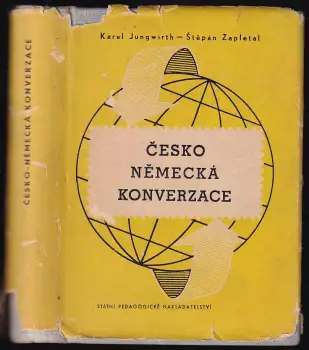 ČESKO-NĚMECKÁ KONVERZACE
Karel Jungwirth — Štěpán Zapletal
ČESKO
NĚMECKÁ
KONVERZACE
STÁTNÍ PEDAGOGICKÉ NAKLADATELSTVÍ